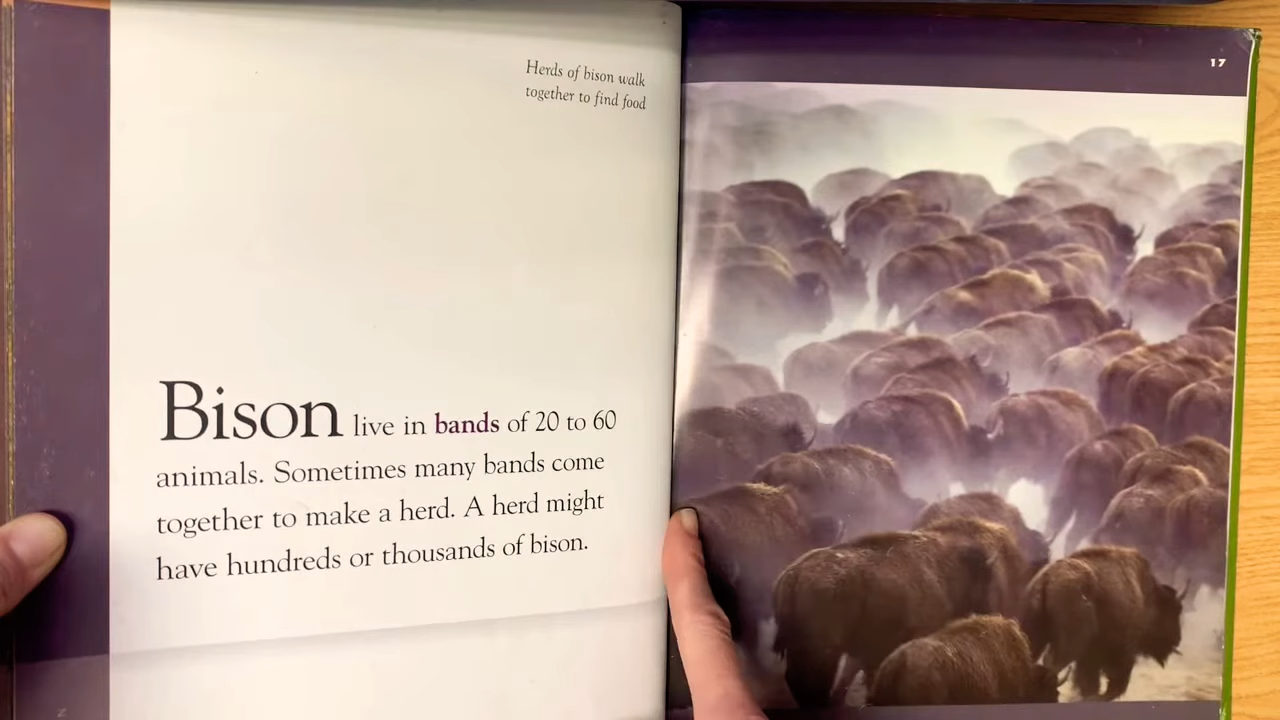 Herds of bison walk
together to find food
Bison live in bands of 20 to 60
animals. Sometimes many bands come
together to make a herd. A herd might
have hundreds or thousands of bison.
17